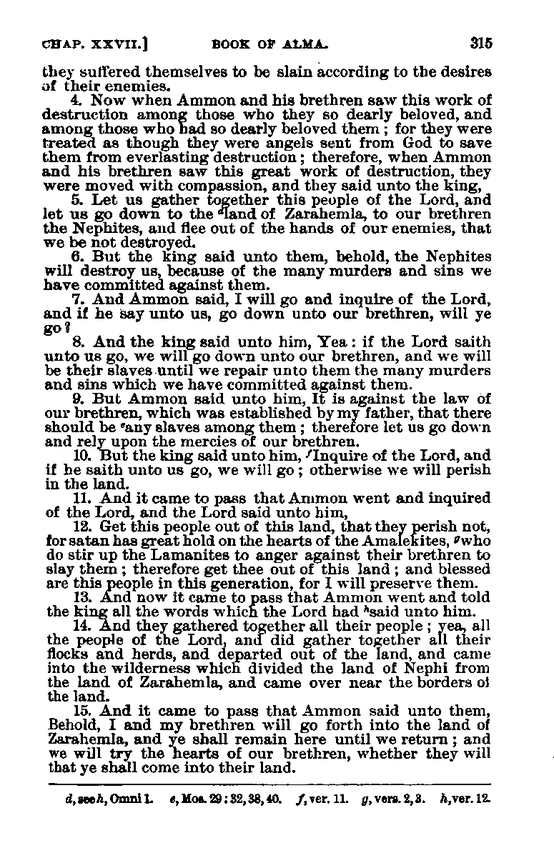 CHAP. XXVII.] BOOK OF ALMA. 315
they suffered themselves to be slain according to the desires
of their enemies.
4. Now when Ammon and his brethren saw this work of
destruction among those who they so dearly beloved, and
among those who had so dearly beloved them; for they were
treated as though they were angels sent from God to save
them from everlasting destruction; therefore, when Ammon
and his brethren saw this great work of destruction, they
were moved with compassion, and they said unto the king,
5. Let us gather together this people of the Lord, and
let us go down to the dland of Zarahemla, to our brethren
the Nephites, and flee out of the hands of our enemies, that
we be not destroyed.
6. But the king said unto them, behold, the Nephites
will destroy us, because of the many murders and sins we
have committed against them.
7. And Ammon said, I will go and inquire of the Lord,
and if he say unto us, go down unto our brethren, will ye
go?
8. And the king said unto him, Yea: if the Lord saith
unto us go, we will go down unto our brethren, and we will
be their slaves until we repair unto them the many murders
and sins which we have committed against them.
9. But Ammon said unto him, It is against the law of
our brethren, which was established by my father, that there
should be eany slaves among them; therefore let us go down
and rely upon the mercies of our brethren.
10. But the king said unto him, fInquire of the Lord, and
if he saith unto us go, we will go; otherwise we will perish
in the land.
11. And it came to pass that Ammon went and inquired
of the Lord, and the Lord said unto him,
12. Get this people out of this land, that they perish not,
for satan has great hold on the hearts of the Amalekites, gwho
do stir up the Lamanites to anger against their brethren to
slay them; therefore get thee out of this land; and blessed
are this people in this generation, for I will preserve them.
13. And now it came to pass that Ammon went and told
the king all the words which the Lord had hsaid unto him.
14. And they gathered together all their people; yea, all
the people of the Lord, and did gather together all their
flocks and herds, and departed out of the land, and came
into the wilderness which divided the land of Nephi from
the land of Zarahemla, and came over near the borders of
the land.
15. And it came to pass that Ammon said unto them,
Behold, I and my brethren will go forth into the land of
Zarahemla, and ye shall remain here until we return; and
we will try the hearts of our brethren, whether they will
that ye shall come into their land.
d, see h, Omni 1. e, Mos. 29: 32, 38, 40. f, ver. 11. g, vers. 2, 3. h, ver. 12.